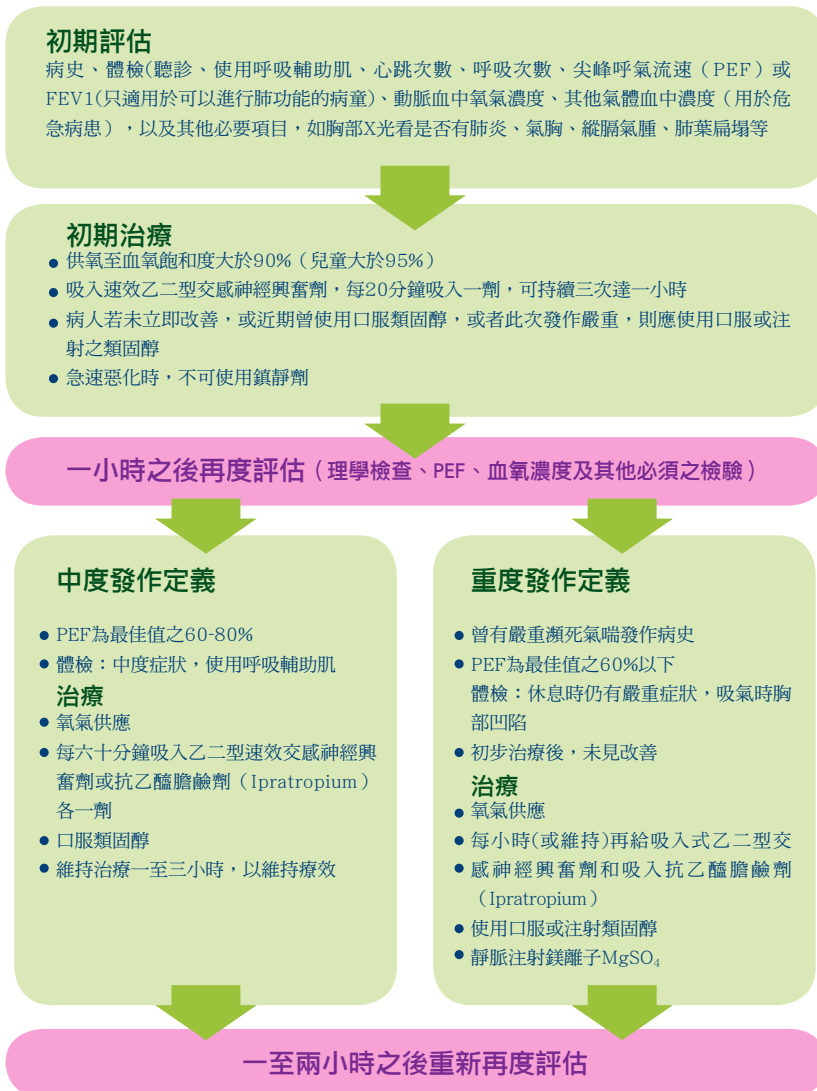 初期評估
病史、體檢(聽診、使用呼吸輔助肌、心跳次數、呼吸次數、尖峰呼氣流速（PEF）或
FEV1(只適用於可以進行肺功能的病童)、動脈血中氧氣濃度、其他氣體血中濃度（用於危
急病患），以及其他必要項目，如胸部X光看是否有肺炎、氣胸、縱膈氣腫、肺葉扁塌等
初期治療
● 供氧至血氧飽和度大於90%（兒童大於95%）
● 吸入速效乙二型交感神經興奮劑，每20分鐘吸入一劑，可持續三次達一小時
● 病人若未立即改善，或近期曾使用口服類固醇，或者此次發作嚴重，則應使用口服或注
射之類固醇
● 急速惡化時，不可使用鎮靜劑
一小時之後再度評估（理學檢查、PEF、血氧濃度及其他必須之檢驗）
中度發作定義
● PEF為最佳值之60-80%
● 體檢：中度症狀，使用呼吸輔助肌
治療
● 氧氣供應
● 每六十分鐘吸入乙二型速效交感神經興
奮劑或抗乙醯膽鹼劑（Ipratropium）
各一劑
● 口服類固醇
● 維持治療一至三小時，以維持療效
重度發作定義
● 曾有嚴重瀕死氣喘發作病史
● PEF為最佳值之60%以下
體檢：休息時仍有嚴重症狀，吸氣時胸
部凹陷
● 初步治療後，未見改善
治療
● 氧氣供應
● 每小時(或維持)再給吸入式乙二型交
● 感神經興奮劑和吸入抗乙醯膽鹼劑
（Ipratropium）
● 使用口服或注射類固醇
● 靜脈注射鎂離子MgSO₄
一至兩小時之後重新再度評估